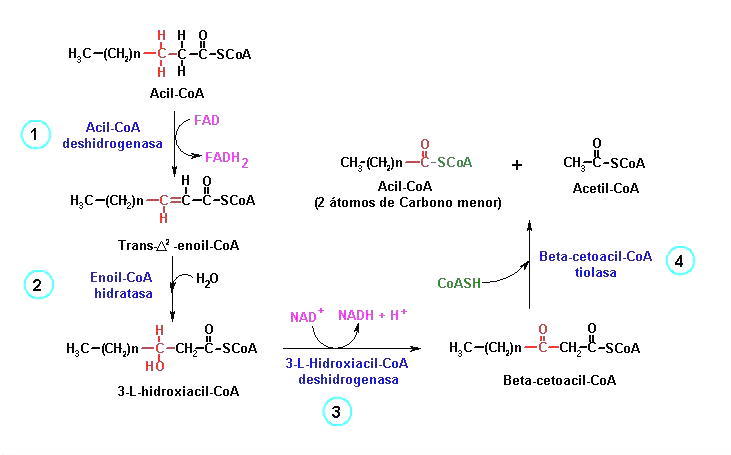 H H O
H₃C–(CH₂)n–C–C–C–SCoA
H H
Acil-CoA
1
Acil-CoA
deshidrogenasa
FAD
FADH₂
H O
H₃C–(CH₂)n–C=C–C–SCoA
H
Trans-△²-enoil-CoA
2
Enoil-CoA
hidratasa
H₂O
H O
H₃C–(CH₂)n–C–CH₂–C–SCoA
HO
3-L-hidroxiacil-CoA
NAD⁺ NADH + H⁺
3-L-Hidroxiacil-CoA
deshidrogenasa
3
O O
H₃C–(CH₂)n–C–CH₂–C–SCoA
Beta-cetoacil-CoA
CoASH
Beta-cetoacil-CoA
tiolasa
4
O
CH₃-(CH₂)n–C-SCoA
Acil-CoA
(2 átomos de Carbono menor)
+
O
CH₃–C–SCoA
Acetil-CoA